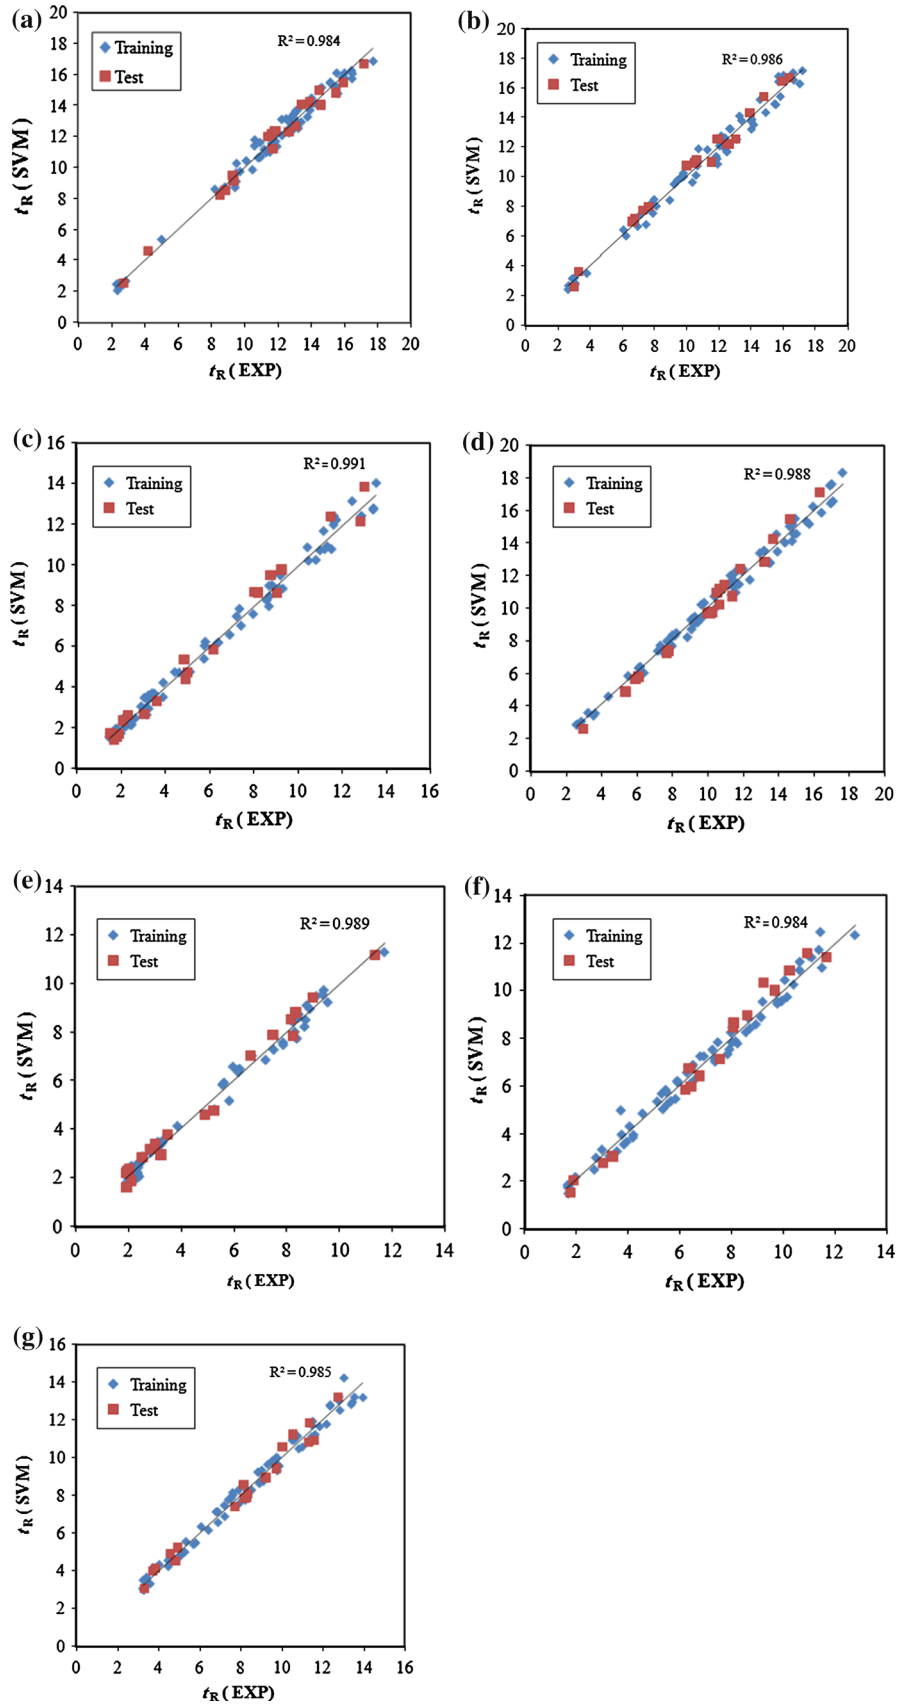 (a)
20
18
16
14
12
10
8
6
4
2
0
tR ( SVM)
Training
Test
R² = 0.984
0 2 4 6 8 10 12 14 16 18 20
tR ( EXP)
(b)
20
18
16
14
12
10
8
6
4
2
0
tR ( SVM)
Training
Test
R² = 0.986
0 2 4 6 8 10 12 14 16 18 20
tR ( EXP)
(c)
16
14
12
10
8
6
4
2
0
tR (SVM)
Training
Test
R² = 0.991
0 2 4 6 8 10 12 14 16
tR (EXP)
(d)
20
18
16
14
12
10
8
6
4
2
0
tR ( SVM)
Training
Test
R² = 0.988
0 2 4 6 8 10 12 14 16 18 20
tR ( EXP)
(e)
14
12
10
8
6
4
2
0
tR ( SVM)
Training
Test
R² = 0.989
0 2 4 6 8 10 12 14
tR ( EXP)
(f)
14
12
10
8
6
4
2
0
tR (SVM)
Training
Test
R² = 0.984
0 2 4 6 8 10 12 14
tR (EXP)
(g)
16
14
12
10
8
6
4
2
0
tR ( SVM)
Training
Test
R² = 0.985
0 2 4 6 8 10 12 14 16
tR ( EXP)